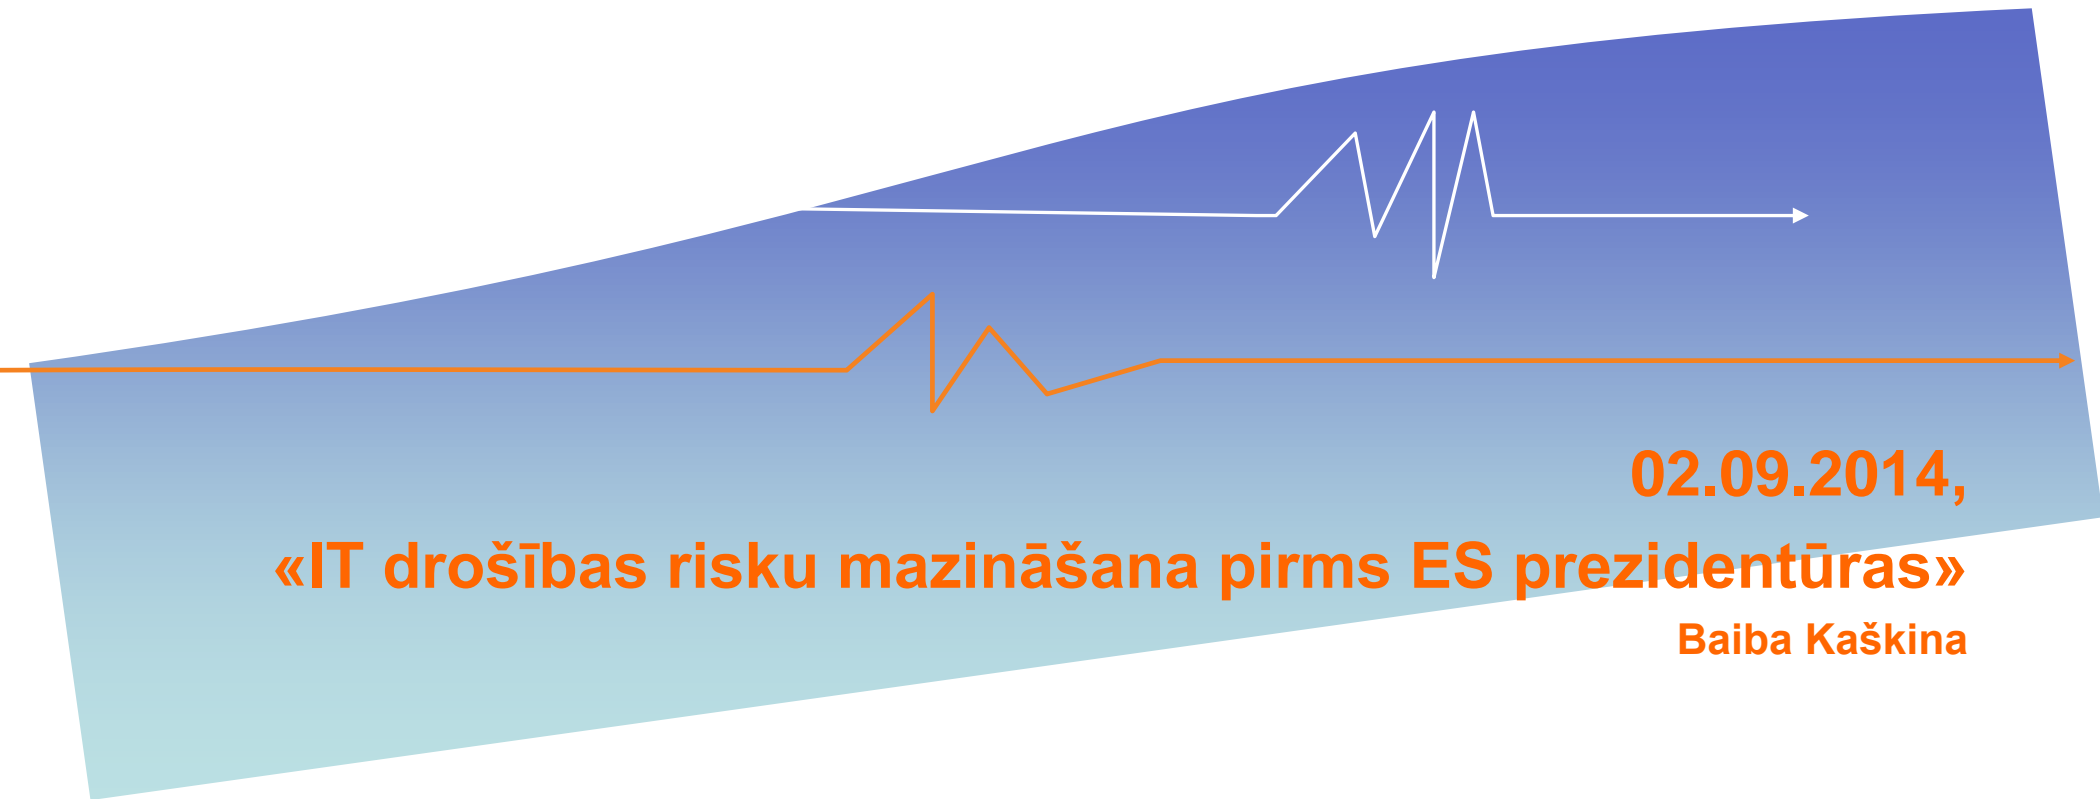 02.09.2014,
«IT drošības risku mazināšana pirms ES prezidentūras»
Baiba Kaškina